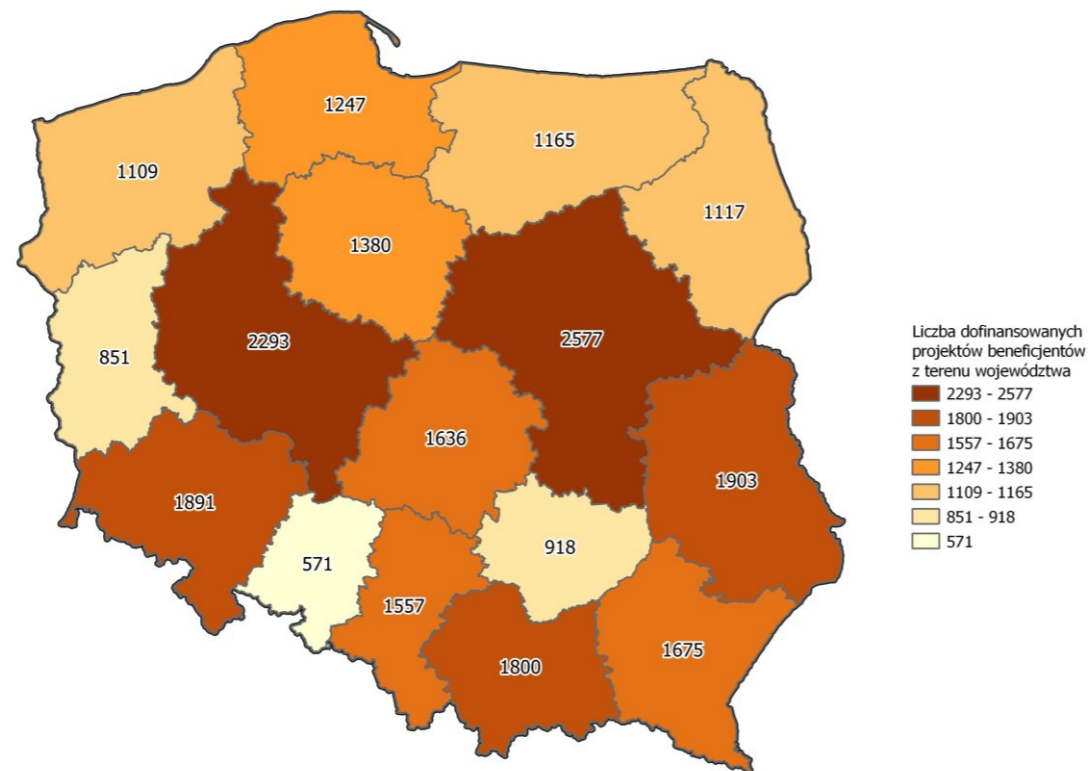 1247
1165
1109
1117
1380
2293
2577
851
1636
1903
1891
918
571
1557
1675
1800
Liczba dofinansowanych
projektów beneficjentów
z terenu województwa
2293 - 2577
1800 - 1903
1557 - 1675
1247 - 1380
1109 - 1165
851 - 918
571